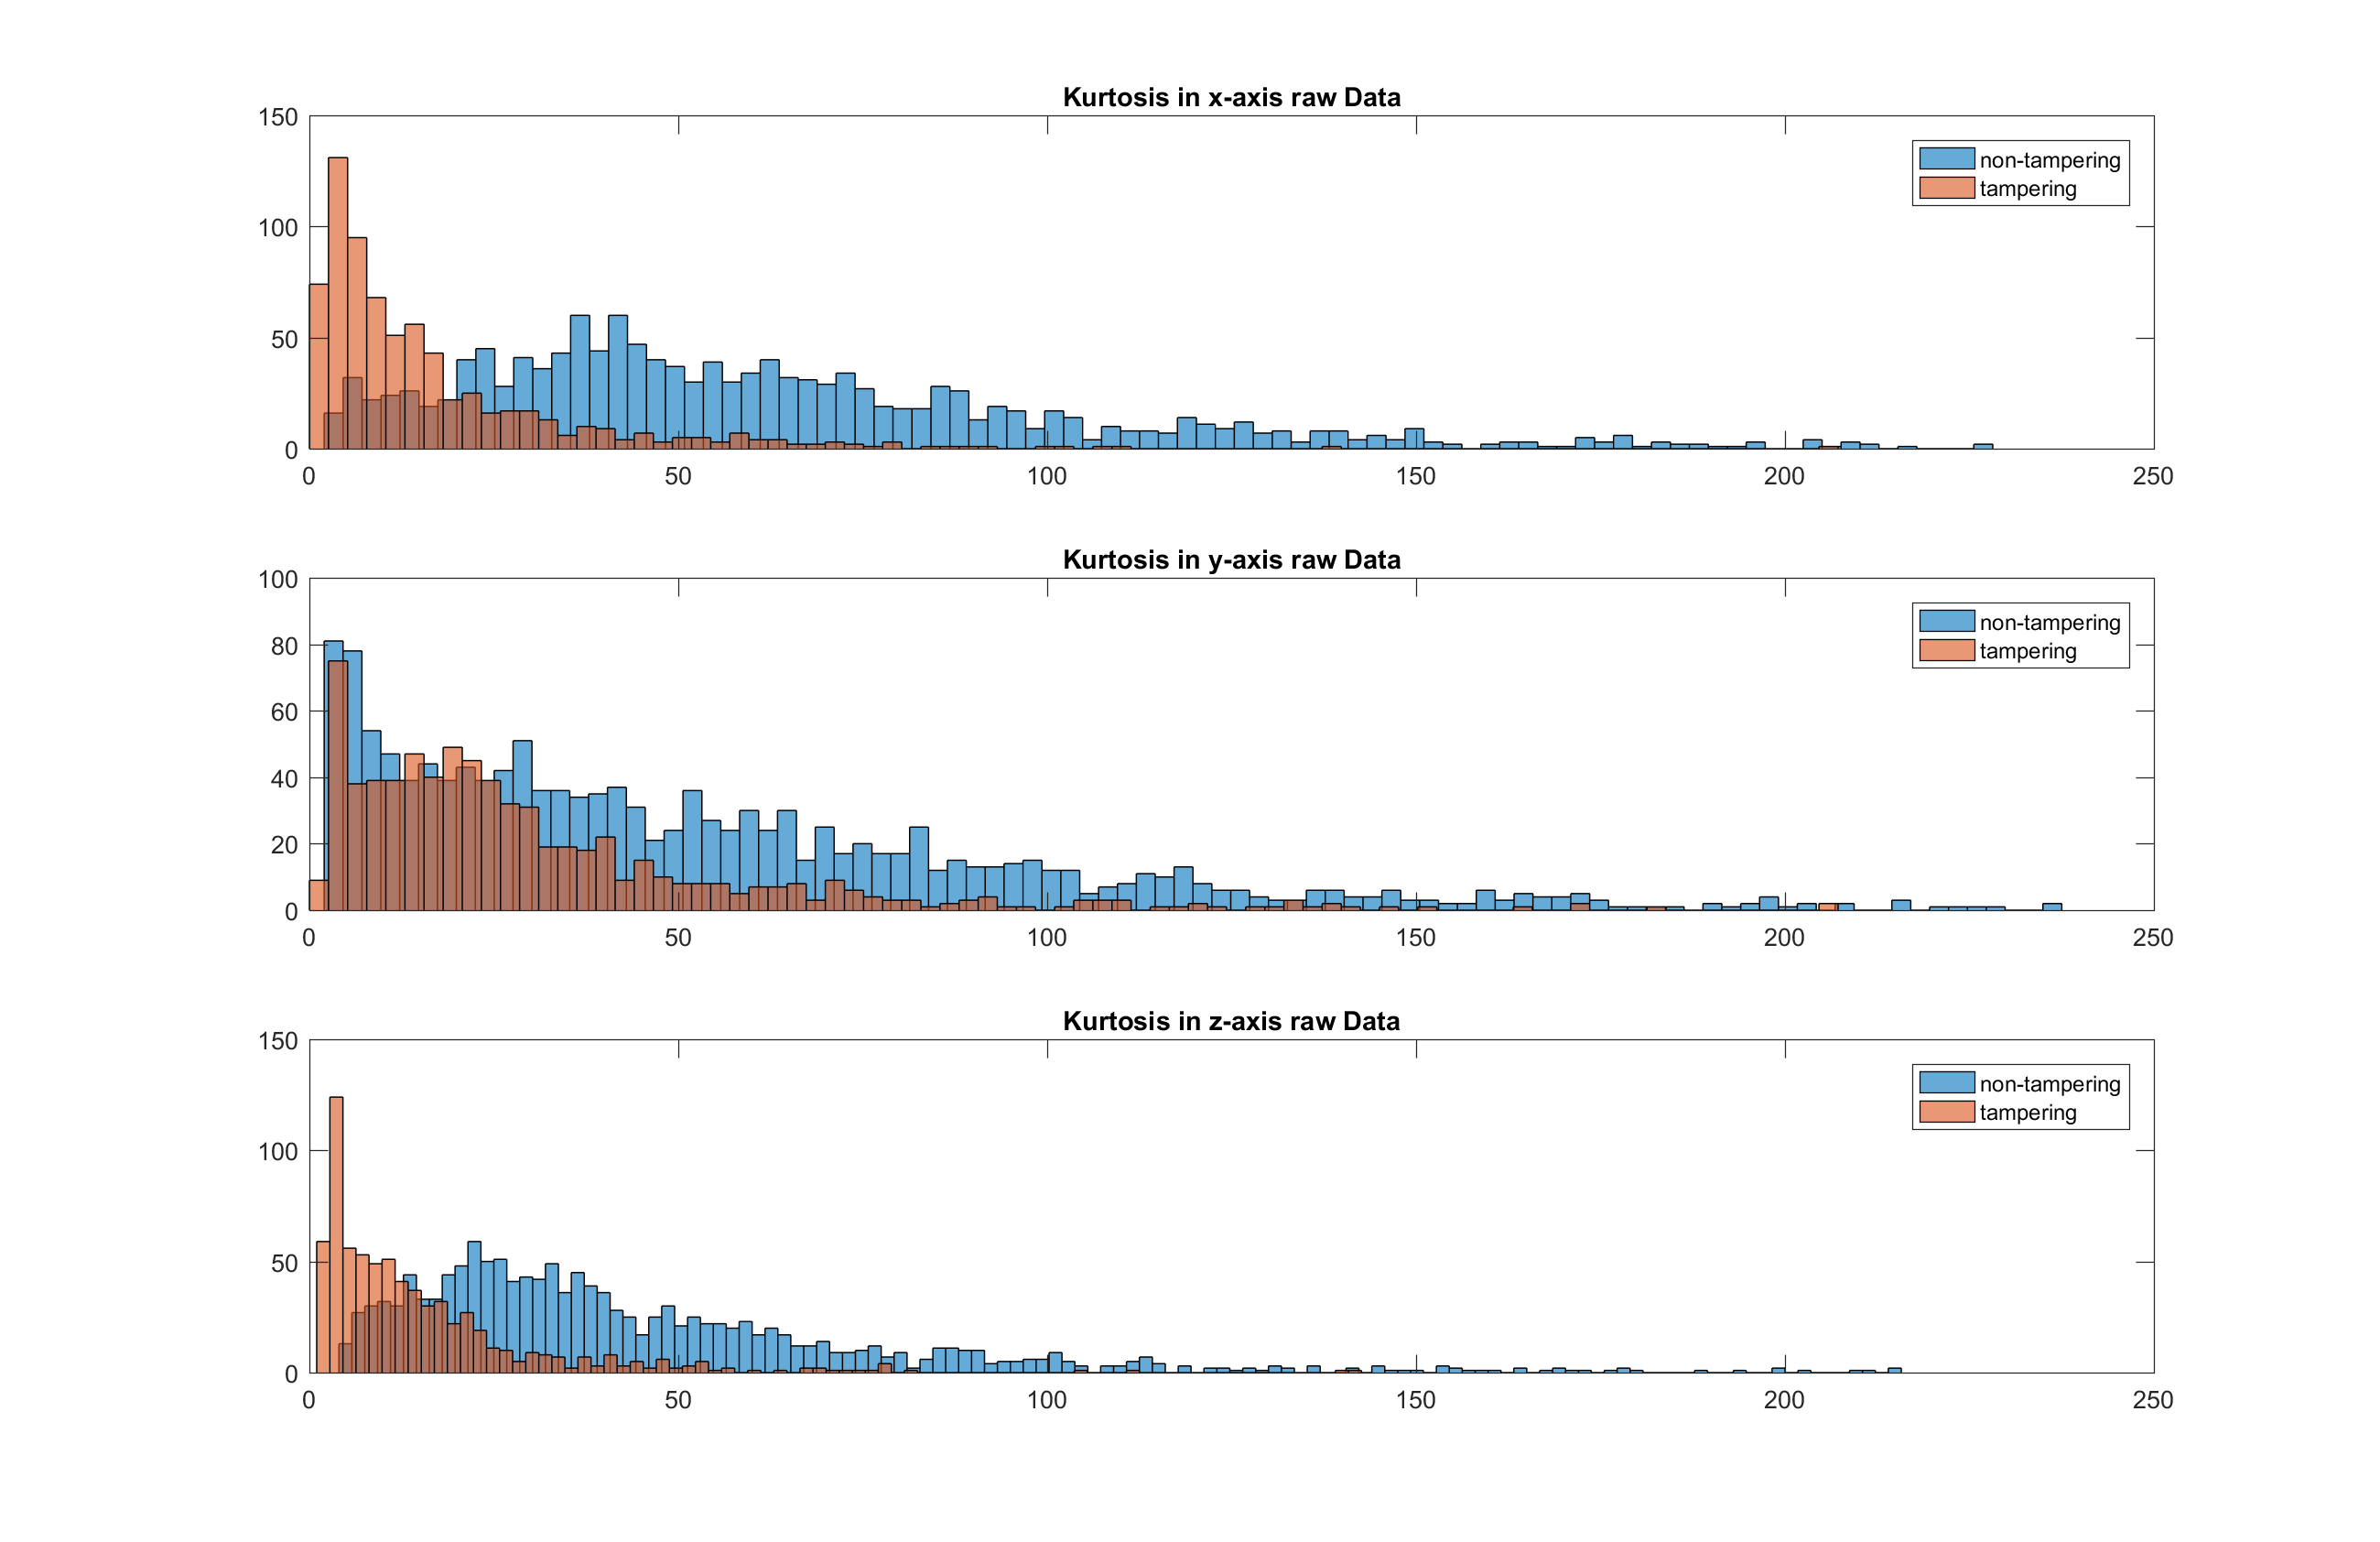 Kurtosis in x-axis raw Data
150
100
50
0
non-tampering
tampering
0 50 100 150 200 250
Kurtosis in y-axis raw Data
100
80
60
40
20
0
non-tampering
tampering
0 50 100 150 200 250
Kurtosis in z-axis raw Data
150
100
50
0
non-tampering
tampering
0 50 100 150 200 250